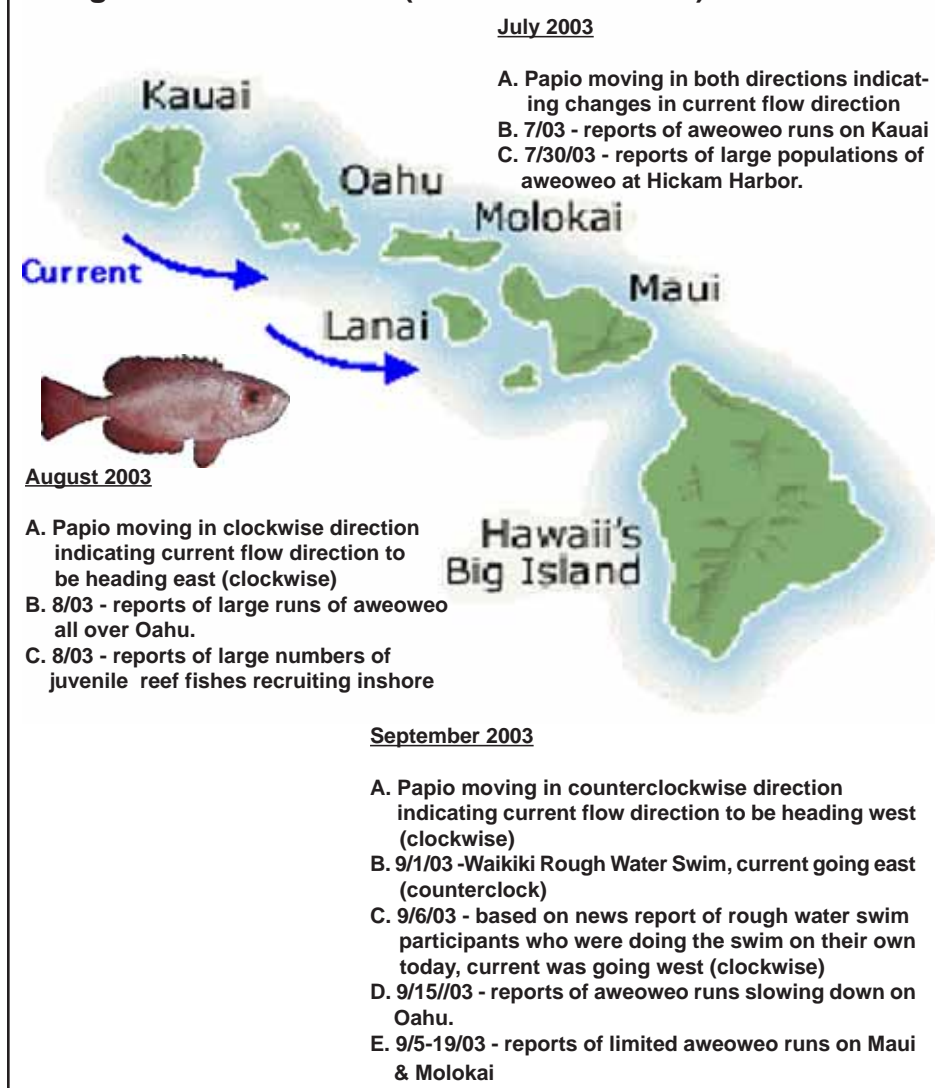 July 2003
A. Papio moving in both directions indicat-
ing changes in current flow direction
B. 7/03 - reports of aweoweo runs on Kauai
C. 7/30/03 - reports of large populations of
aweoweo at Hickam Harbor.
Kauai
Oahu
Molokai
Current
Maui
Lanai
August 2003
A. Papio moving in clockwise direction
indicating current flow direction to
be heading east (clockwise)
B. 8/03 - reports of large runs of aweoweo
all over Oahu.
C. 8/03 - reports of large numbers of
juvenile reef fishes recruiting inshore
Hawaii's
Big Island
September 2003
A. Papio moving in counterclockwise direction
indicating current flow direction to be heading west
(clockwise)
B. 9/1/03 -Waikiki Rough Water Swim, current going east
(counterclock)
C. 9/6/03 - based on news report of rough water swim
participants who were doing the swim on their own
today, current was going west (clockwise)
D. 9/15//03 - reports of aweoweo runs slowing down on
Oahu.
E. 9/5-19/03 - reports of limited aweoweo runs on Maui
& Molokai